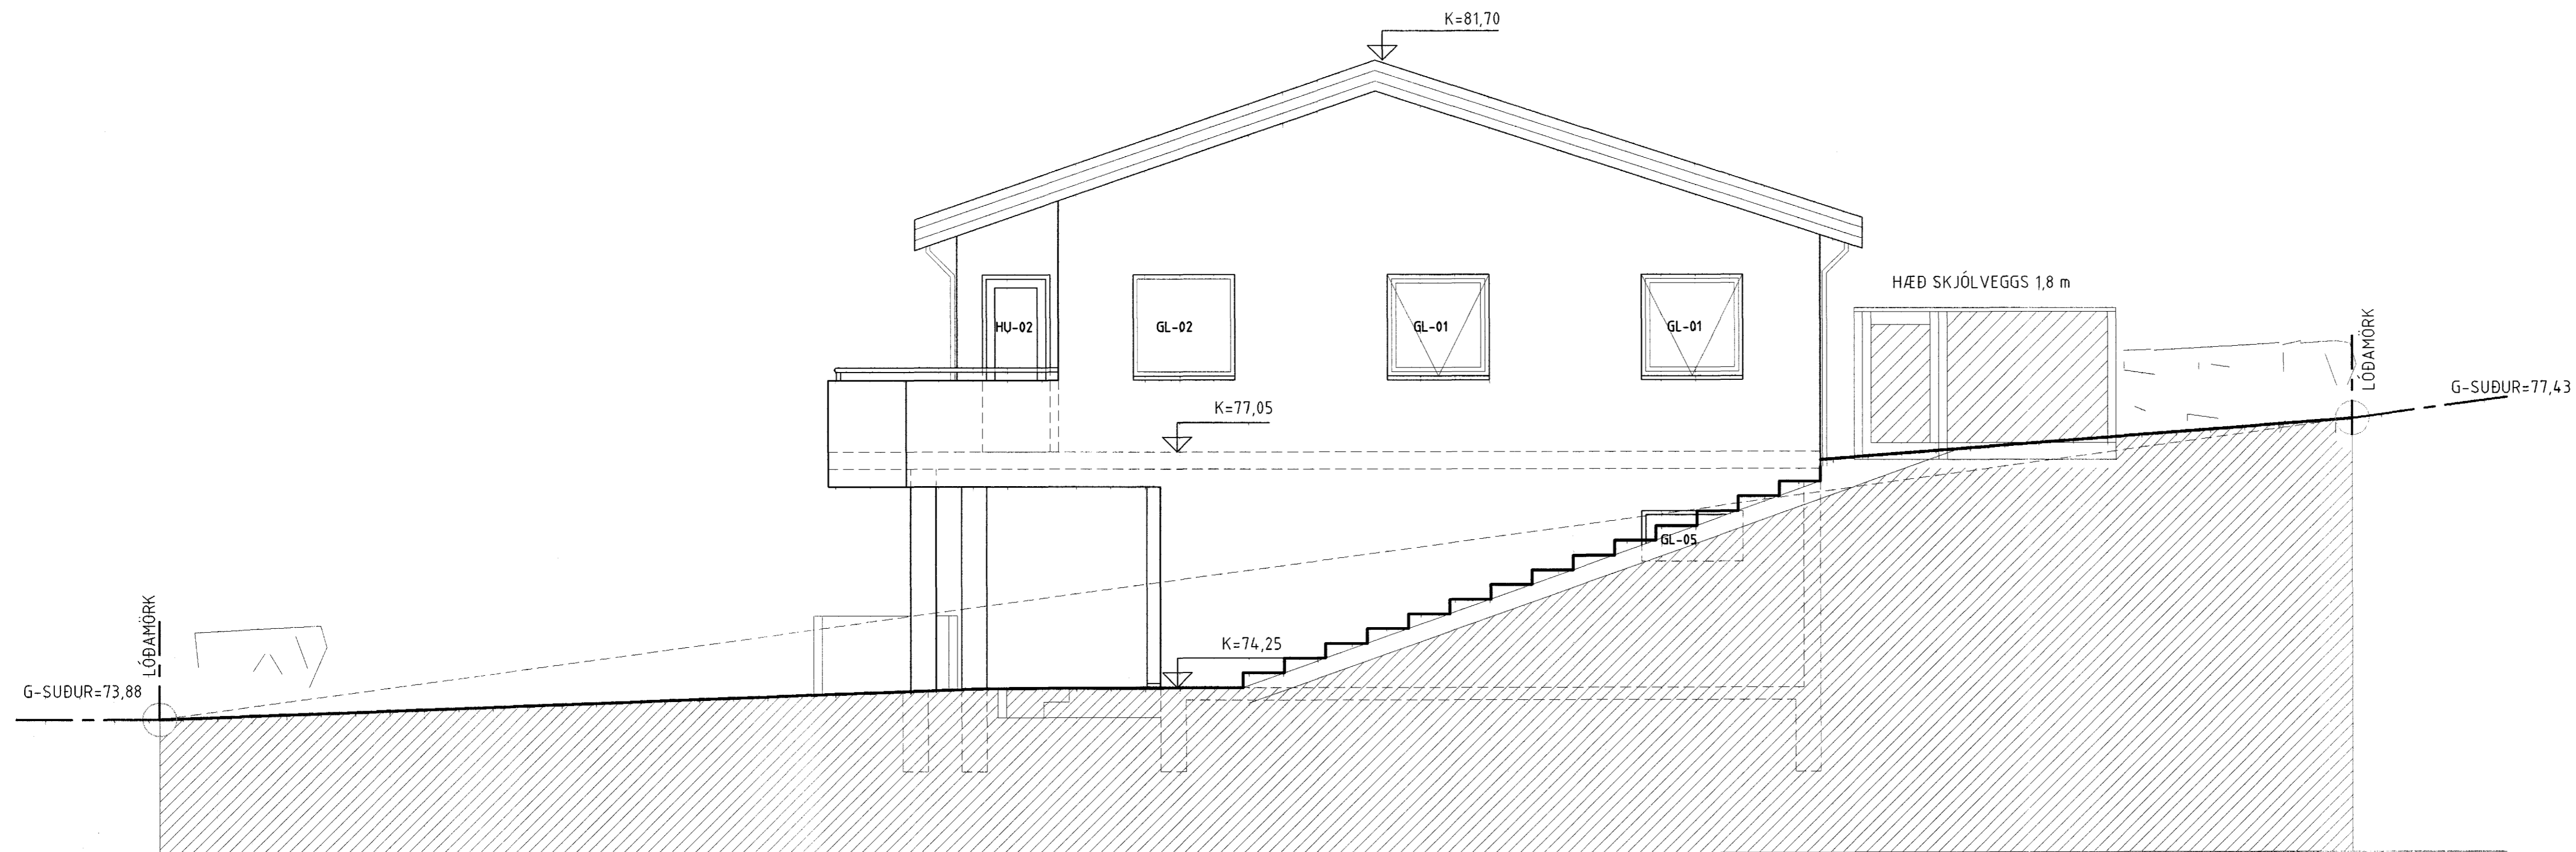 K=81,70
HÆÐ SKJÓLVEGGS 1,8 m
HU-02
GL-02
GL-01
GL-01
LÓÐAMÖRK
G-SUÐUR=77,43
K=77,05
GL-05
LÓÐAMÖRK
K=74,25
G-SUÐUR=73,88